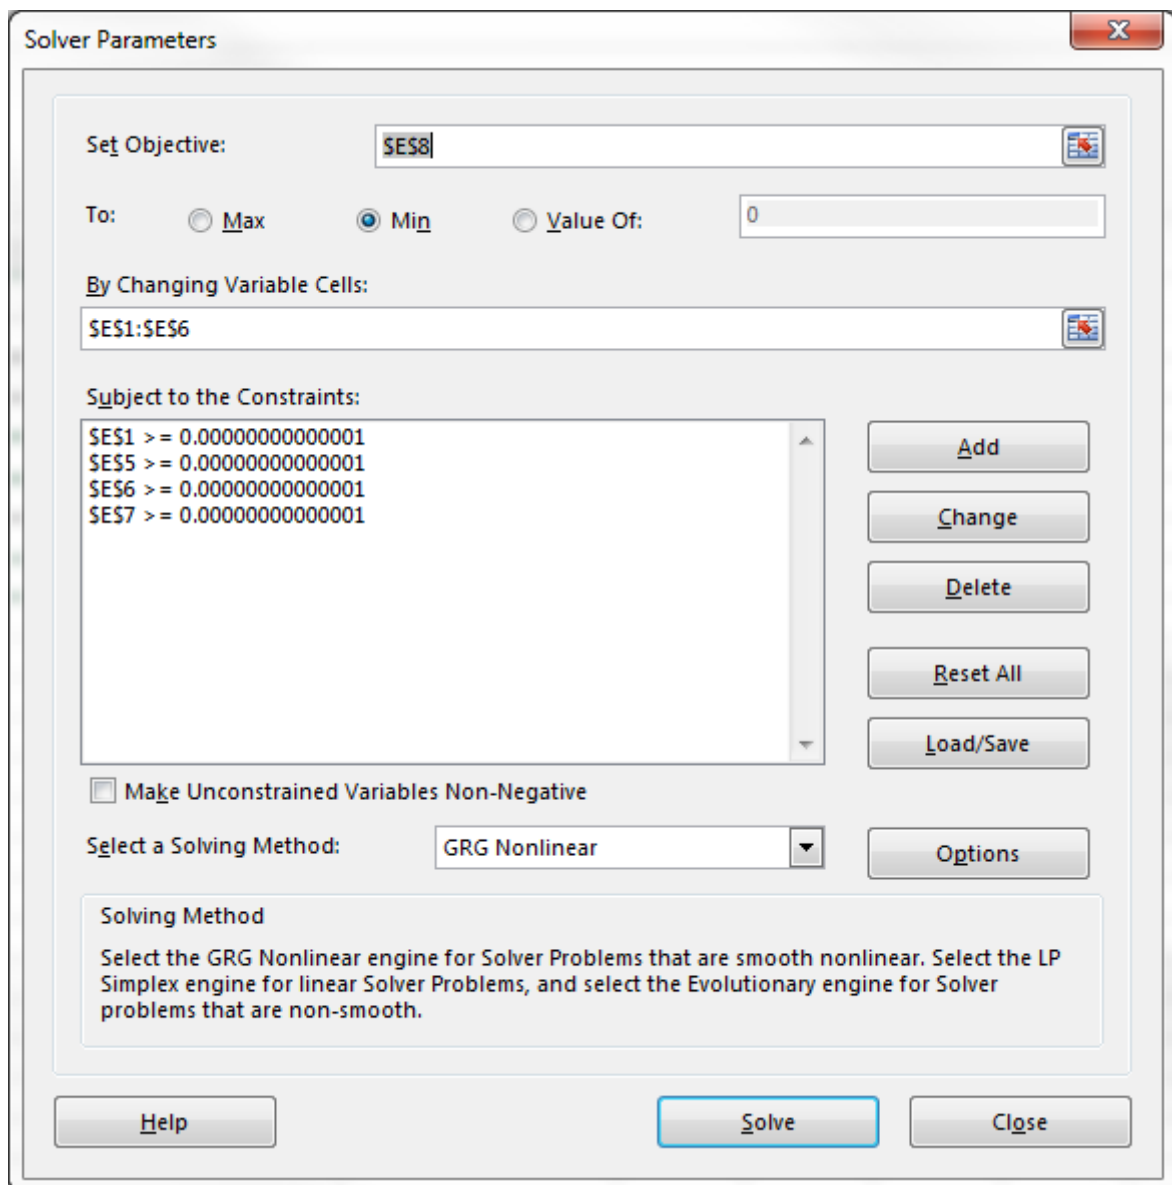 Solver Parameters
Set Objective:
$E$8
To:
Max
Min
Value Of:
0
By Changing Variable Cells:
$E$1:$E$6
Subject to the Constraints:
$E$1 >= 0.00000000000001
$E$5 >= 0.00000000000001
$E$6 >= 0.00000000000001
$E$7 >= 0.00000000000001
Add
Change
Delete
Reset All
Load/Save
Make Unconstrained Variables Non-Negative
Select a Solving Method:
GRG Nonlinear
Options
Solving Method
Select the GRG Nonlinear engine for Solver Problems that are smooth nonlinear. Select the LP
Simplex engine for linear Solver Problems, and select the Evolutionary engine for Solver
problems that are non-smooth.
Help
Solve
Close